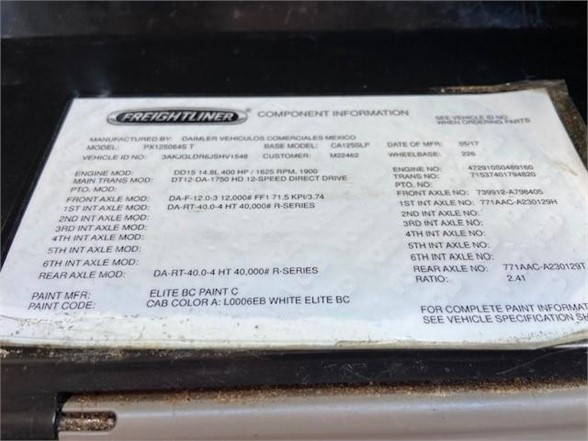 FREIGHTLINER COMPONENT INFORMATION SEE VEHICLE ID NO.
WHEN ORDERING PARTS
MANUFACTURED BY: DAIMLER VEHICULOS COMERCIALES MEXICO
MODEL: PX125064S T BASE MODEL: CA125SLP DATE OF MFR: 05/17
VEHICLE ID NO: CUSTOMER: M22462 WHEELBASE: 226
ENGINE MOD: DD15 14.8L 400 HP / 1625 RPM, 1900 ENGINE NO: 472910S0489160
MAIN TRANS MOD: DT12-DA-1750 HD 12-SPEED DIRECT DRIVE TRANS NO: 71537401794820
PTO. MOD: PTO. NO:
FRONT AXLE MOD: DA-F-12.0-3 12,000# FF1 71.5 KPI/3.74 FRONT AXLE NO: 739912-A798405
1ST INT AXLE MOD: DA-RT-40.0-4 HT 40,000# R-SERIES 1ST INT AXLE NO: 771AAC-A230129H
2ND INT AXLE MOD: 2ND INT AXLE NO:
3RD INT AXLE MOD: 3RD INT AXLE NO:
4TH INT AXLE MOD: 4TH INT AXLE NO:
5TH INT AXLE MOD: 5TH INT AXLE NO:
6TH INT AXLE MOD: 6TH INT AXLE NO:
REAR AXLE MOD: DA-RT-40.0-4 HT 40,000# R-SERIES REAR AXLE NO: 771AAC-A230129T
RATIO: 2.41
PAINT MFR: ELITE BC PAINT C
PAINT CODE: CAB COLOR A: L0006EB WHITE ELITE BC
FOR COMPLETE PAINT INFORMATION
SEE VEHICLE SPECIFICATION